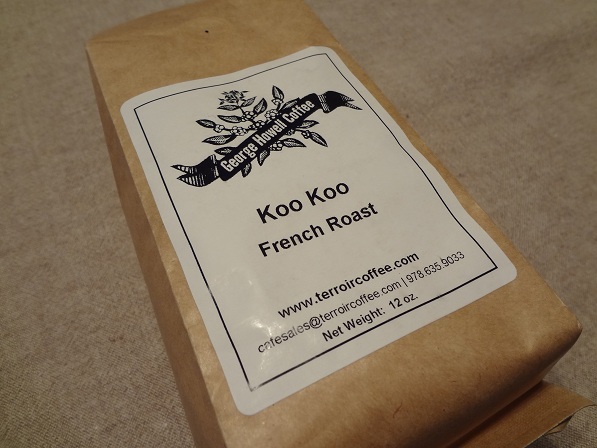 George Howell Coffee
Koo Koo
French Roast
www.terroircoffee.com
cafesales@terroircoffee.com | 978.635.9033
Net Weight: 12 oz.